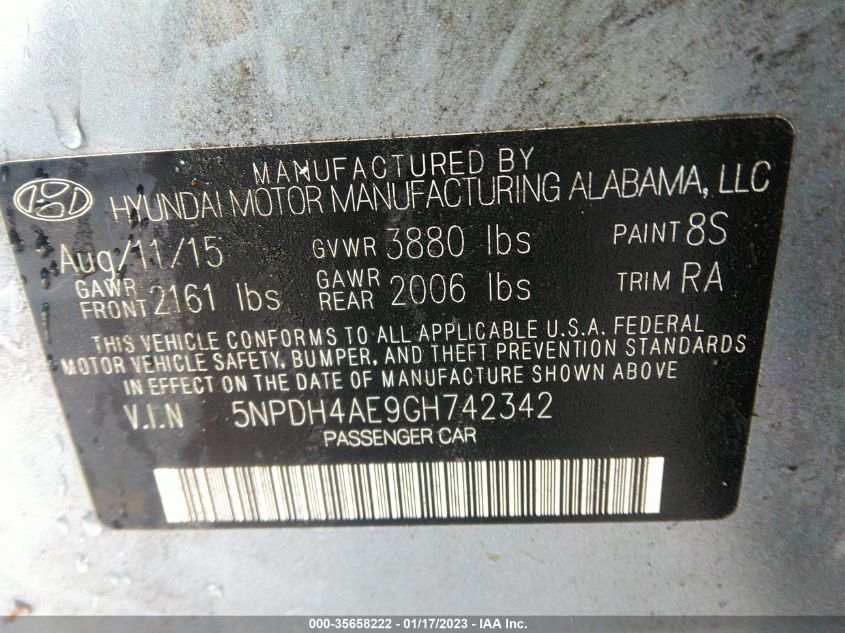 MANUFACTURED BY
HYUNDAI MOTOR MANUFACTURING ALABAMA, LLC
Aug/11/15 GVWR 3880 lbs PAINT 8S
GAWR FRONT 2161 lbs GAWR REAR 2006 lbs TRIM RA
THIS VEHICLE CONFORMS TO ALL APPLICABLE U.S.A. FEDERAL
MOTOR VEHICLE SAFETY, BUMPER, AND THEFT PREVENTION STANDARDS
IN EFFECT ON THE DATE OF MANUFACTURE SHOWN ABOVE
V.I.N 5NPDH4AE9GH742342
PASSENGER CAR
000-35658222 - 01/17/2023 - © IAA Inc.